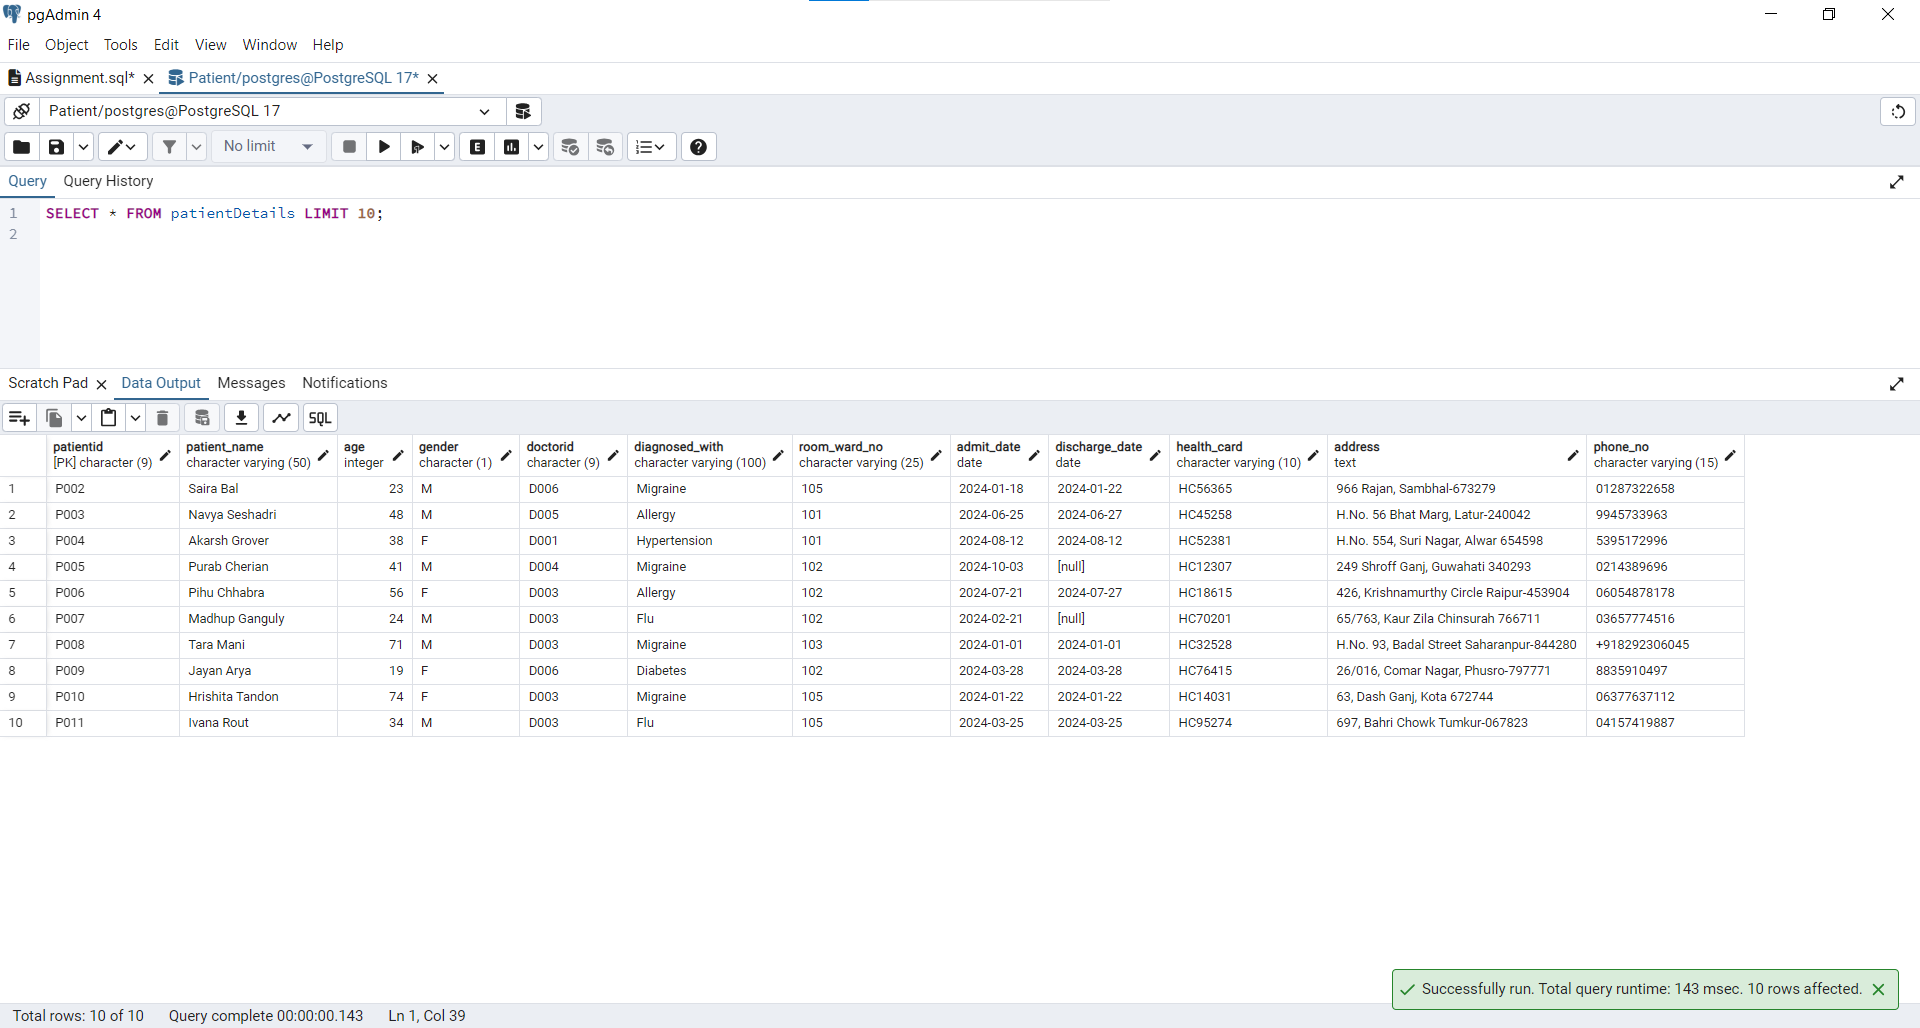 pgAdmin 4
File Object Tools Edit View Window Help
Assignment.sql* Patient/postgres@PostgreSQL 17*
Patient/postgres@PostgreSQL 17
No limit E
Query Query History
1 SELECT * FROM patientDetails LIMIT 10;
2
Scratch Pad Data Output Messages Notifications
SQL
patientid patient_name age gender doctorid diagnosed_with room_ward_no admit_date discharge_date health_card address phone_no
[PK] character (9) character varying (50) integer character (1) character (9) character varying (100) character varying (25) date date character varying (10) text character varying (15)
1 P002 Saira Bal 23 M D006 Migraine 105 2024-01-18 2024-01-22 HC56365 966 Rajan, Sambhal-673279 01287322658
2 P003 Navya Seshadri 48 M D005 Allergy 101 2024-06-25 2024-06-27 HC45258 H.No. 56 Bhat Marg, Latur-240042 9945733963
3 P004 Akarsh Grover 38 F D001 Hypertension 101 2024-08-12 2024-08-12 HC52381 H.No. 554, Suri Nagar, Alwar 654598 5395172996
4 P005 Purab Cherian 41 M D004 Migraine 102 2024-10-03 [null] HC12307 249 Shroff Ganj, Guwahati 340293 0214389696
5 P006 Pihu Chhabra 56 F D003 Allergy 102 2024-07-21 2024-07-27 HC18615 426, Krishnamurthy Circle Raipur-453904 06054878178
6 P007 Madhup Ganguly 24 M D003 Flu 102 2024-02-21 [null] HC70201 65/763, Kaur Zila Chinsurah 766711 03657774516
7 P008 Tara Mani 71 M D003 Migraine 103 2024-01-01 2024-01-01 HC32528 H.No. 93, Badal Street Saharanpur-844280 +918292306045
8 P009 Jayan Arya 19 F D006 Diabetes 102 2024-03-28 2024-03-28 HC76415 26/016, Comar Nagar, Phusro-797771 8835910497
9 P010 Hrishita Tandon 74 F D003 Migraine 105 2024-01-22 2024-01-22 HC14031 63, Dash Ganj, Kota 672744 06377637112
10 P011 Ivana Rout 34 M D003 Flu 105 2024-03-25 2024-03-25 HC95274 697, Bahri Chowk Tumkur-067823 04157419887
Successfully run. Total query runtime: 143 msec. 10 rows affected.
Total rows: 10 of 10 Query complete 00:00:00.143 Ln 1, Col 39